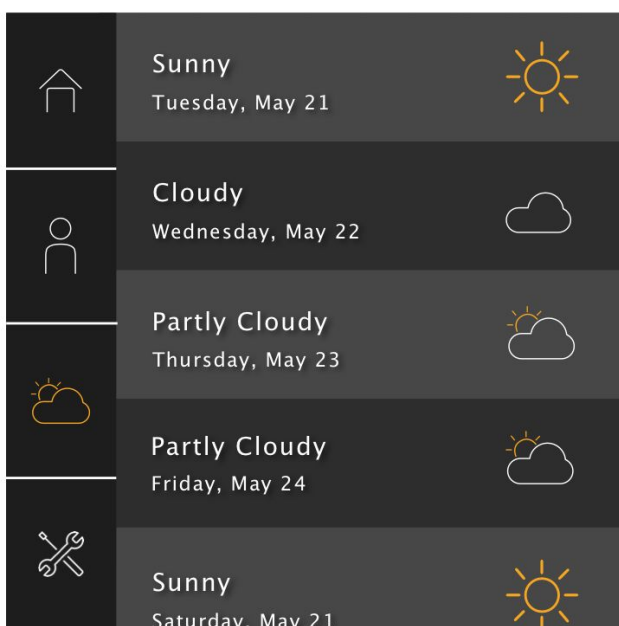 Sunny
Tuesday, May 21
Cloudy
Wednesday, May 22
Partly Cloudy
Thursday, May 23
Partly Cloudy
Friday, May 24
Sunny
Saturday, May 21